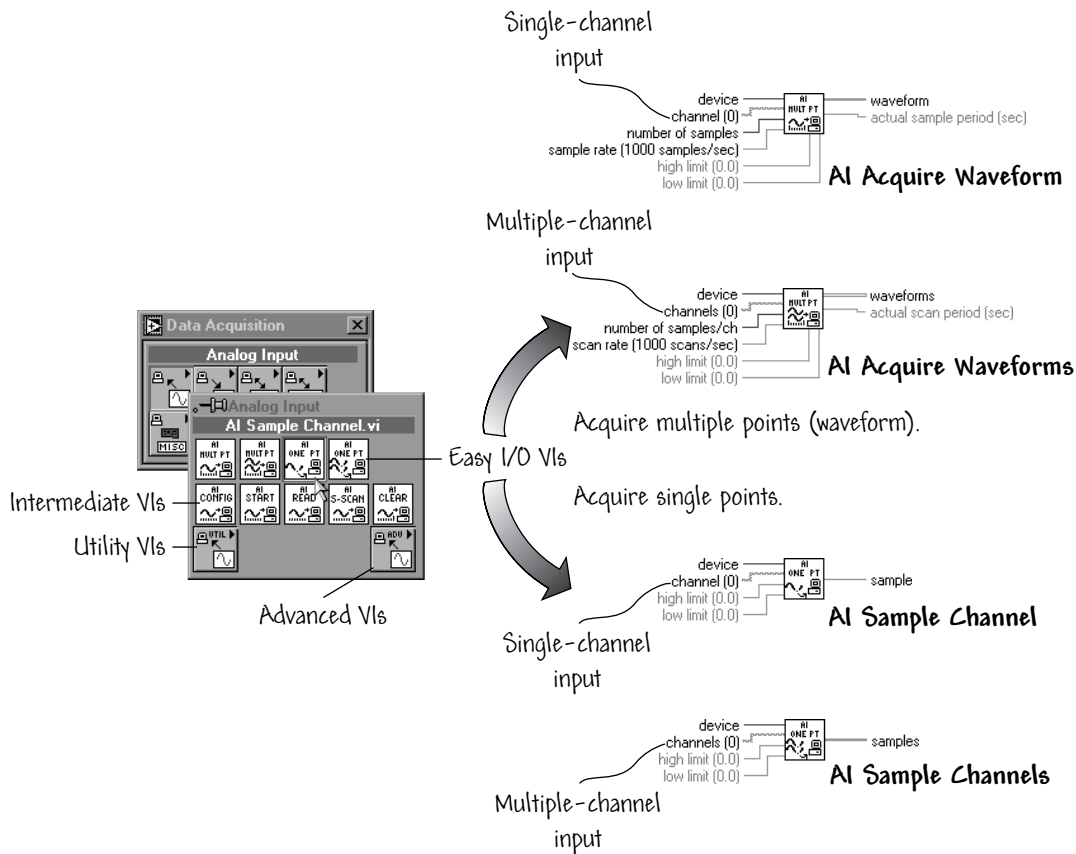 Single-channel
input
device
channel (0)
number of samples
sample rate (1000 samples/sec)
high limit (0.0)
low limit (0.0)
AI
MULT PT
waveform
actual sample period (sec)
AI Acquire Waveform
Multiple-channel
input
device
channels (0)
number of samples/ch
scan rate (1000 scans/sec)
high limit (0.0)
low limit (0.0)
AI
MULT PT
waveforms
actual scan period (sec)
AI Acquire Waveforms
Data Acquisition
Analog Input
MISC
Analog Input
AI Sample Channel.vi
AI MULT PT
AI MULT PT
AI ONE PT
AI ONE PT
AI CONFIG
AI START
AI READ
AI S-SCAN
AI CLEAR
UTIL
ADV
Easy I/O VIs
Intermediate VIs
Utility VIs
Advanced VIs
Acquire multiple points (waveform).
Acquire single points.
device
channel (0)
high limit (0.0)
low limit (0.0)
AI
ONE PT
sample
AI Sample Channel
Single-channel
input
device
channels (0)
high limit (0.0)
low limit (0.0)
AI
ONE PT
samples
AI Sample Channels
Multiple-channel
input